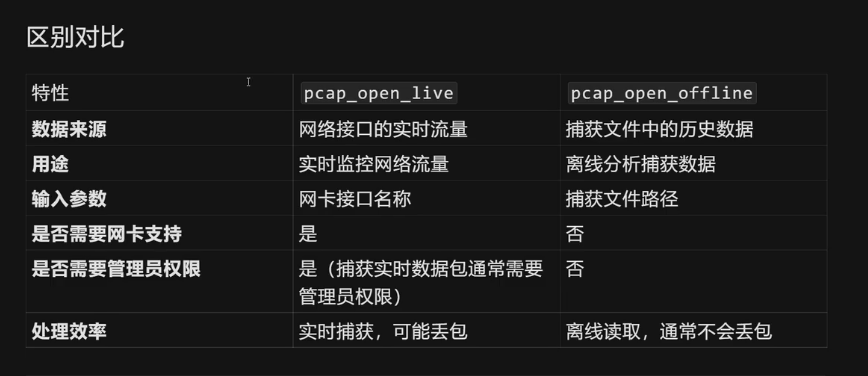 区别对比
特性 pcap_open_live pcap_open_offline
数据来源 网络接口的实时流量 捕获文件中的历史数据
用途 实时监控网络流量 离线分析捕获数据
输入参数 网卡接口名称 捕获文件路径
是否需要网卡支持 是 否
是否需要管理员权限 是（捕获实时数据包通常需要 否
管理员权限）
处理效率 实时捕获，可能丢包 离线读取，通常不会丢包